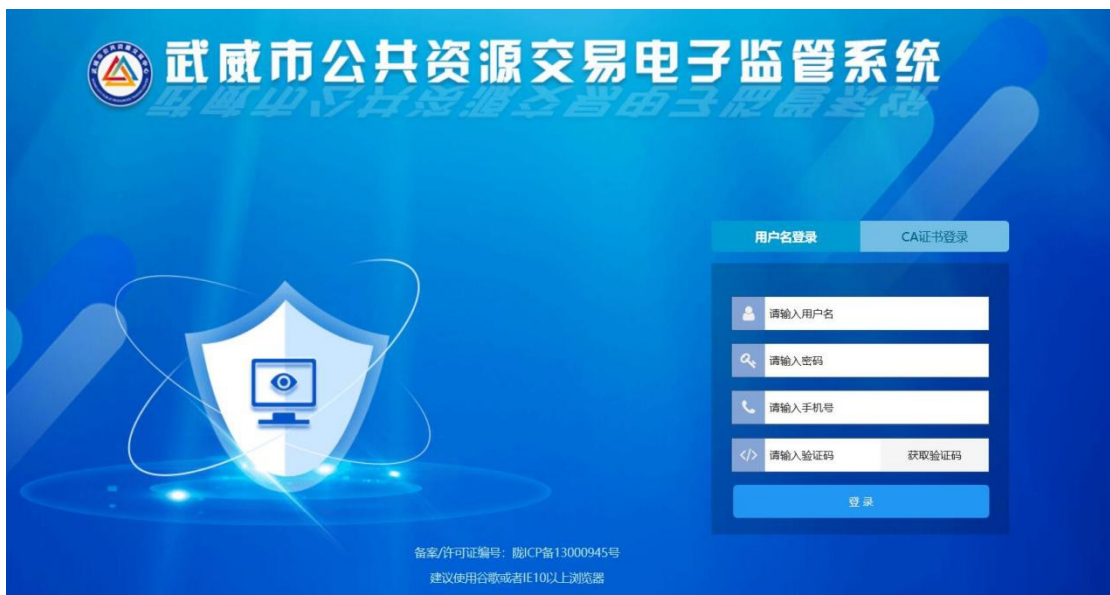 武威市公共资源交易电子监管系统
用户名登录
CA证书登录
请输入用户名
请输入密码
请输入手机号
</> 请输入验证码
获取验证码
登 录
备案/许可证编号：陇ICP备13000945号
建议使用谷歌或者IE10以上浏览器